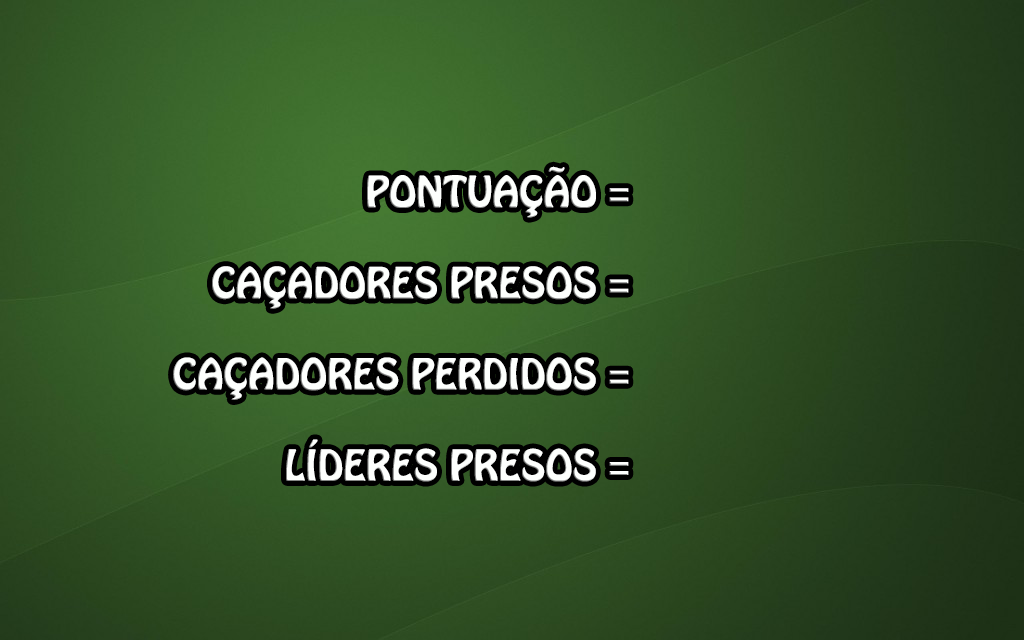 PONTUAÇÃO =
CAÇADORES PRESOS =
CAÇADORES PERDIDOS =
LÍDERES PRESOS =